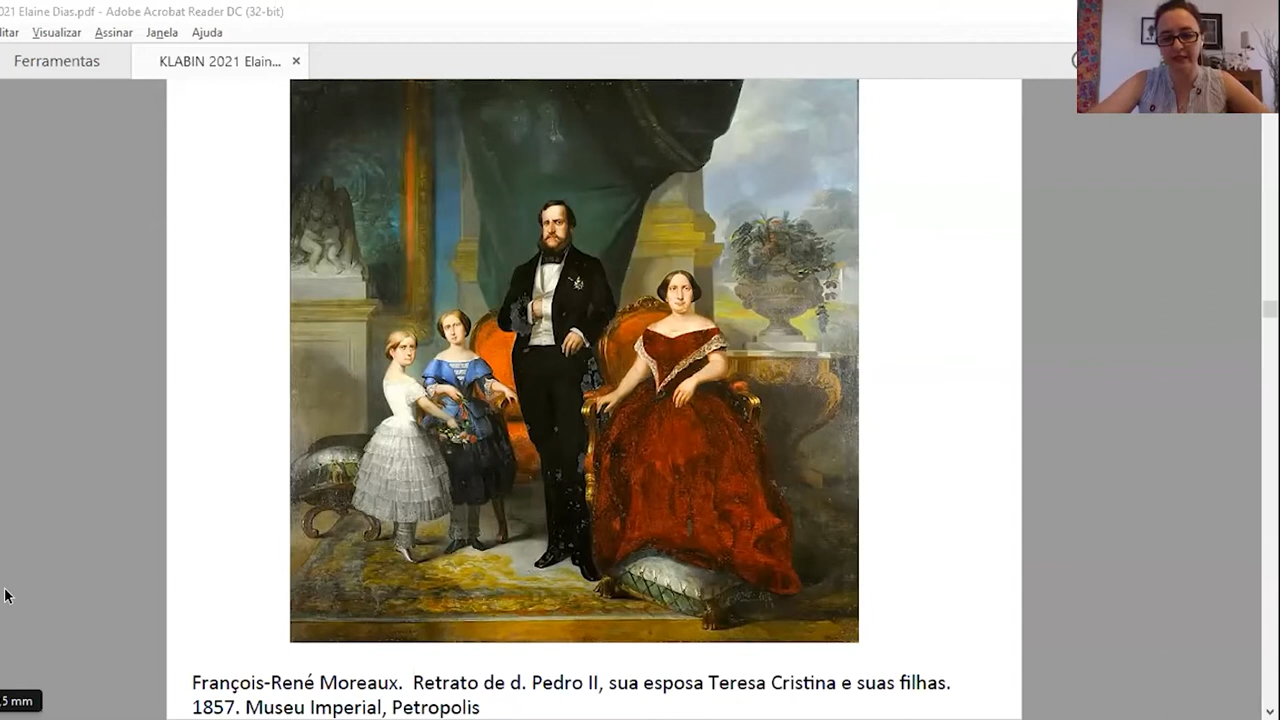 021 Elaine Dias.pdf - Adobe Acrobat Reader DC (32-bit)
itar Visualizar Assinar Janela Ajuda
Ferramentas KLABIN 2021 Elain... ×
François-René Moreaux. Retrato de d. Pedro II, sua esposa Teresa Cristina e suas filhas.
1857. Museu Imperial, Petropolis
,5 mm